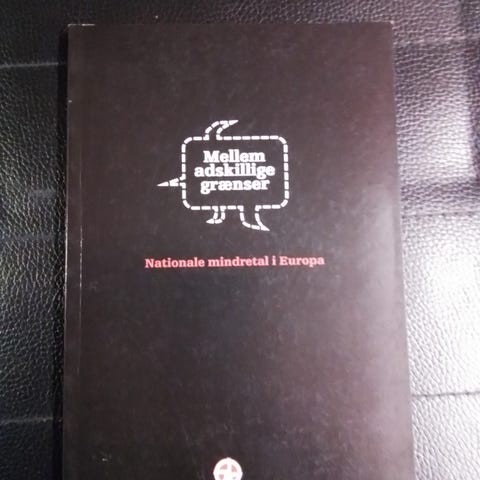 Mellem
adskillige
grænser
Nationale mindretal i Europa